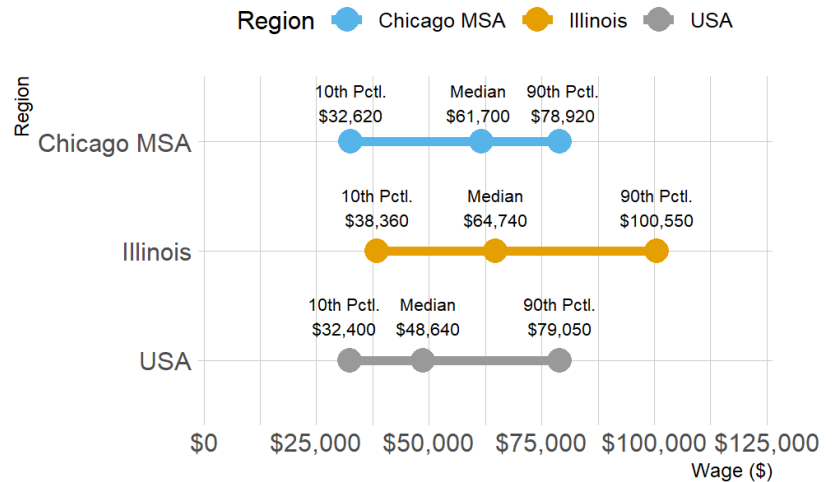 Region Chicago MSA Illinois USA
Region
10th Pctl. Median 90th Pctl.
$32,620 $61,700 $78,920
Chicago MSA
10th Pctl. Median 90th Pctl.
$38,360 $64,740 $100,550
Illinois
10th Pctl. Median 90th Pctl.
$32,400 $48,640 $79,050
USA
$0 $25,000 $50,000 $75,000 $100,000 $125,000
Wage ($)